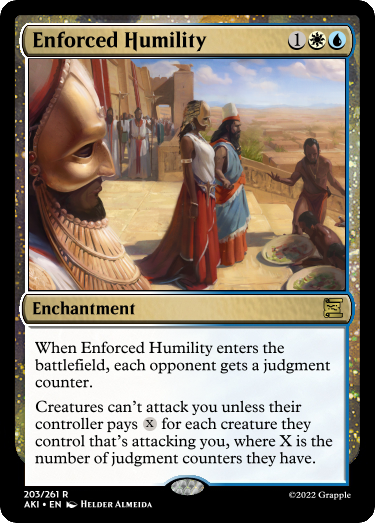 Enforced Humility 1
Enchantment
When Enforced Humility enters the
battlefield, each opponent gets a judgment
counter.
Creatures can't attack you unless their
controller pays X for each creature they
control that's attacking you, where X is the
number of judgment counters they have.
203/261 R
AKI • EN Helder Almeida
©2022 Grapple